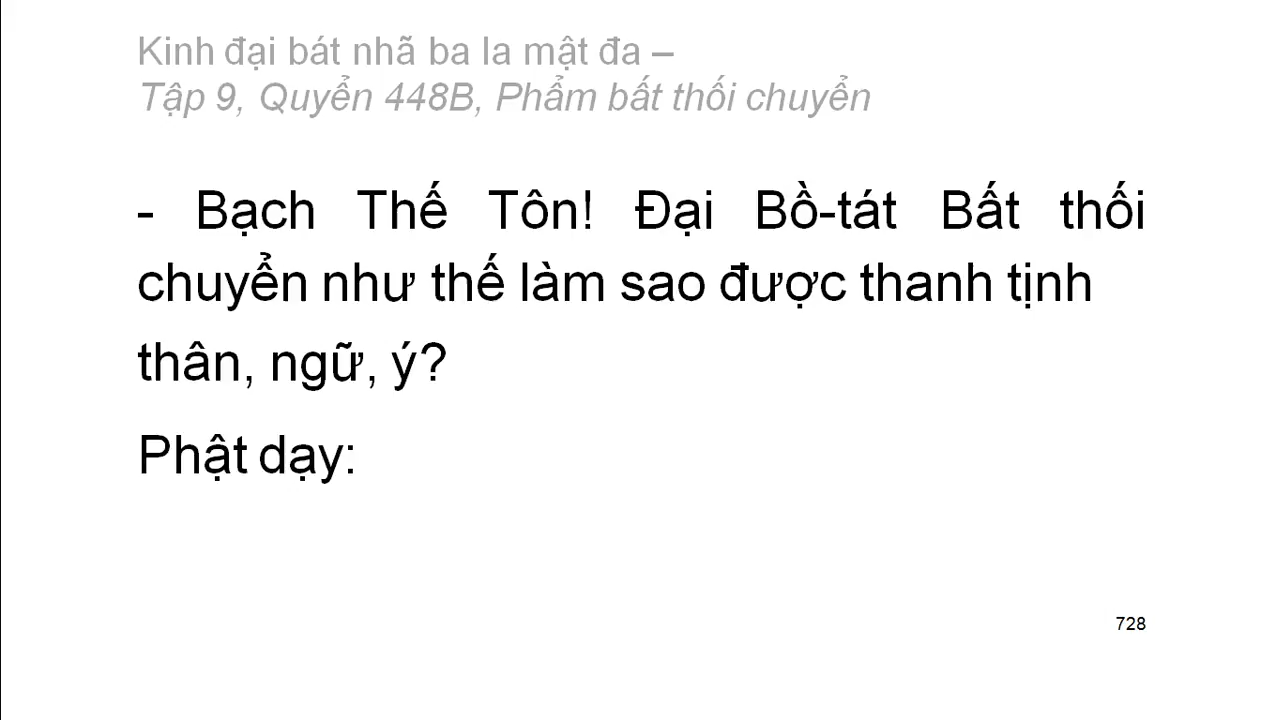 Kinh đại bát nhã ba la mật đa –
Tập 9, Quyển 448B, Phẩm bất thối chuyển
- Bạch Thế Tôn! Đại Bồ-tát Bất thối
chuyển như thế làm sao được thanh tịnh
thân, ngữ, ý?
Phật dạy:
728